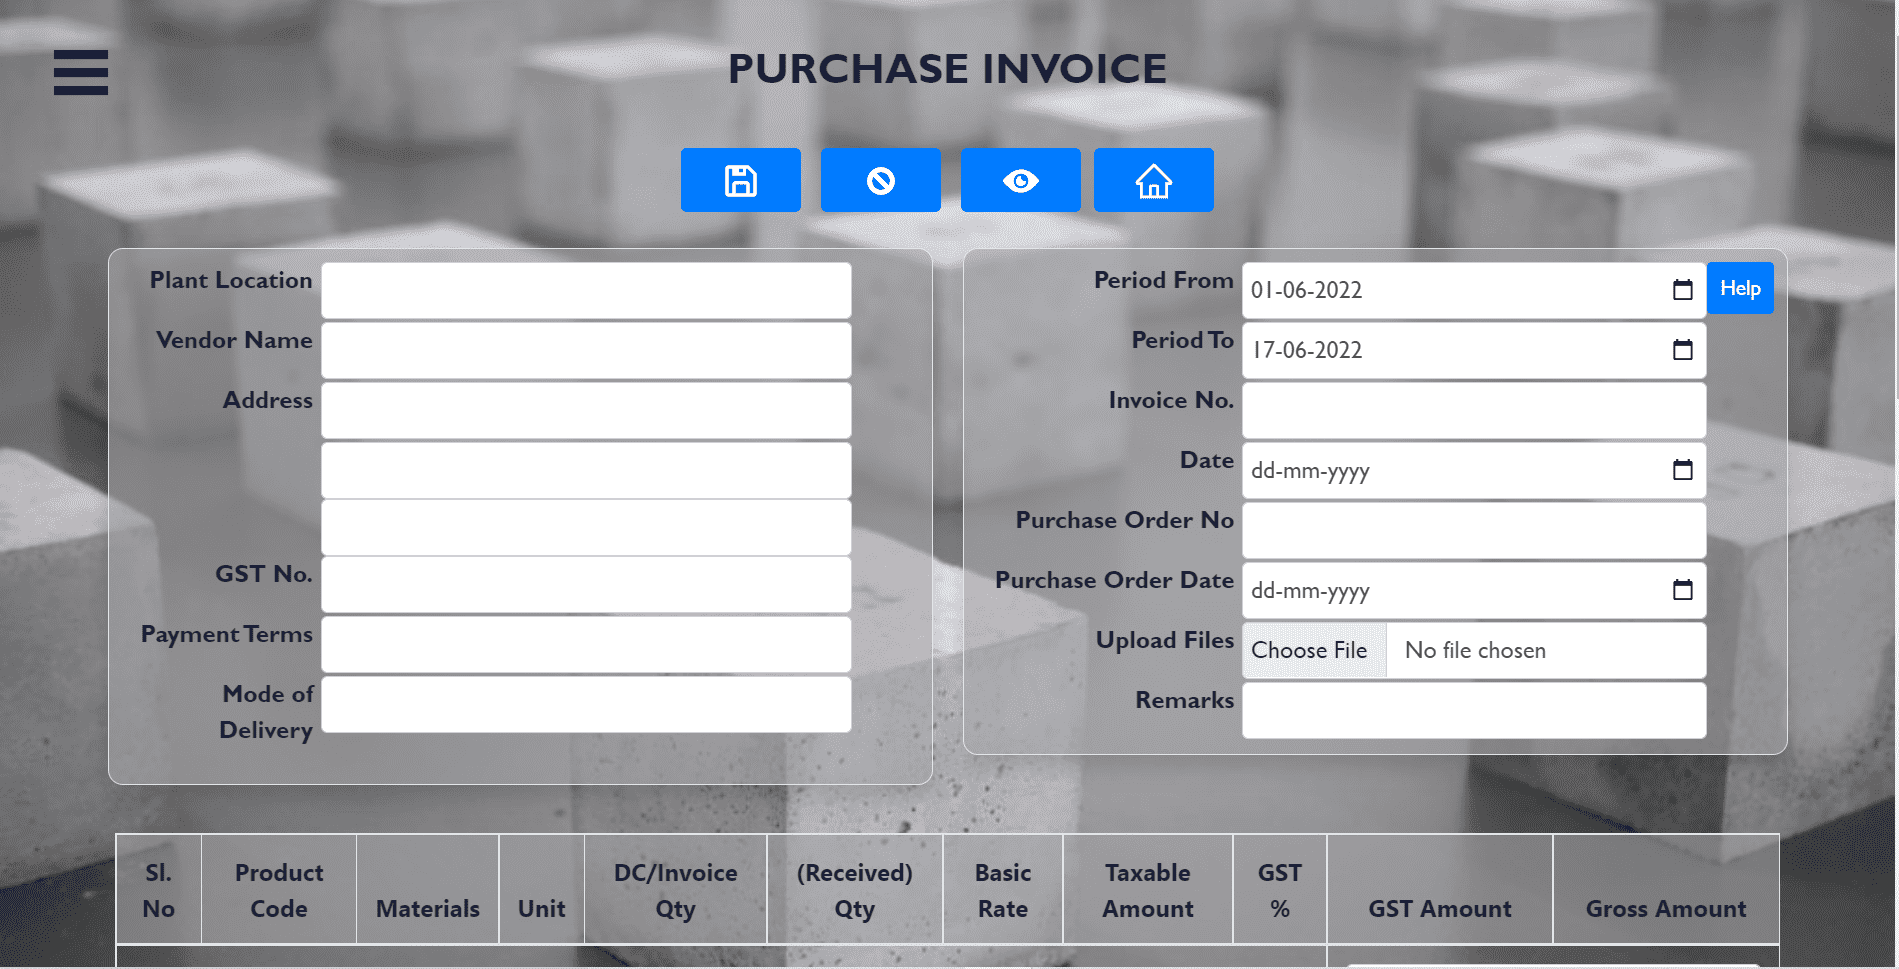 PURCHASE INVOICE
Plant Location
Vendor Name
Address
GST No.
Payment Terms
Mode of
Delivery
Period From 01-06-2022 Help
Period To 17-06-2022
Invoice No.
Date dd-mm-yyyy
Purchase Order No
Purchase Order Date dd-mm-yyyy
Upload Files Choose File No file chosen
Remarks
Sl.
No
Product
Code
Materials
Unit
DC/Invoice
Qty
(Received)
Qty
Basic
Rate
Taxable
Amount
GST
%
GST Amount
Gross Amount